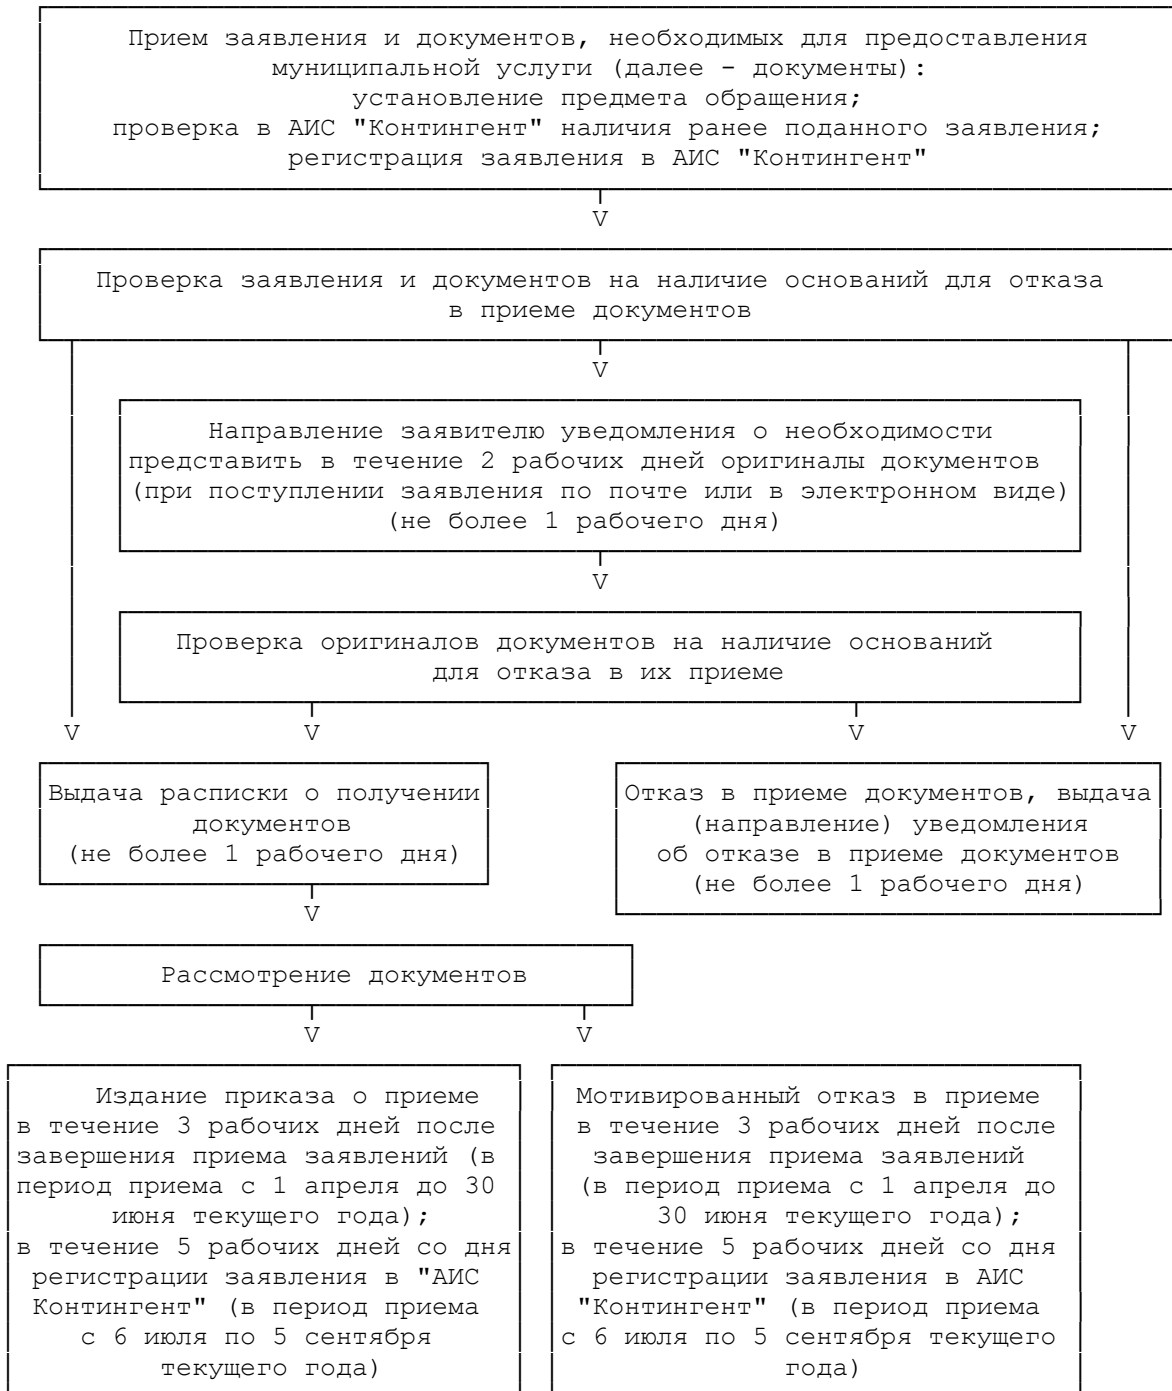 Прием заявления и документов, необходимых для предоставления
муниципальной услуги (далее - документы):
установление предмета обращения;
проверка в АИС "Контингент" наличия ранее поданного заявления;
регистрация заявления в АИС "Контингент"
V
Проверка заявления и документов на наличие оснований для отказа
в приеме документов
V
Направление заявителю уведомления о необходимости
представить в течение 2 рабочих дней оригиналы документов
(при поступлении заявления по почте или в электронном виде)
(не более 1 рабочего дня)
V
Проверка оригиналов документов на наличие оснований
для отказа в их приеме
V V V V
Выдача расписки о получении
документов
(не более 1 рабочего дня)
Отказ в приеме документов, выдача
(направление) уведомления
об отказе в приеме документов
(не более 1 рабочего дня)
V
Рассмотрение документов
V V
Издание приказа о приеме
в течение 3 рабочих дней после
завершения приема заявлений (в
период приема с 1 апреля до 30
июня текущего года);
в течение 5 рабочих дней со дня
регистрации заявления в "АИС
Контингент" (в период приема
с 6 июля по 5 сентября
текущего года)
Мотивированный отказ в приеме
в течение 3 рабочих дней после
завершения приема заявлений
(в период приема с 1 апреля до
30 июня текущего года);
в течение 5 рабочих дней со дня
регистрации заявления в АИС
"Контингент" (в период приема
с 6 июля по 5 сентября текущего
года)